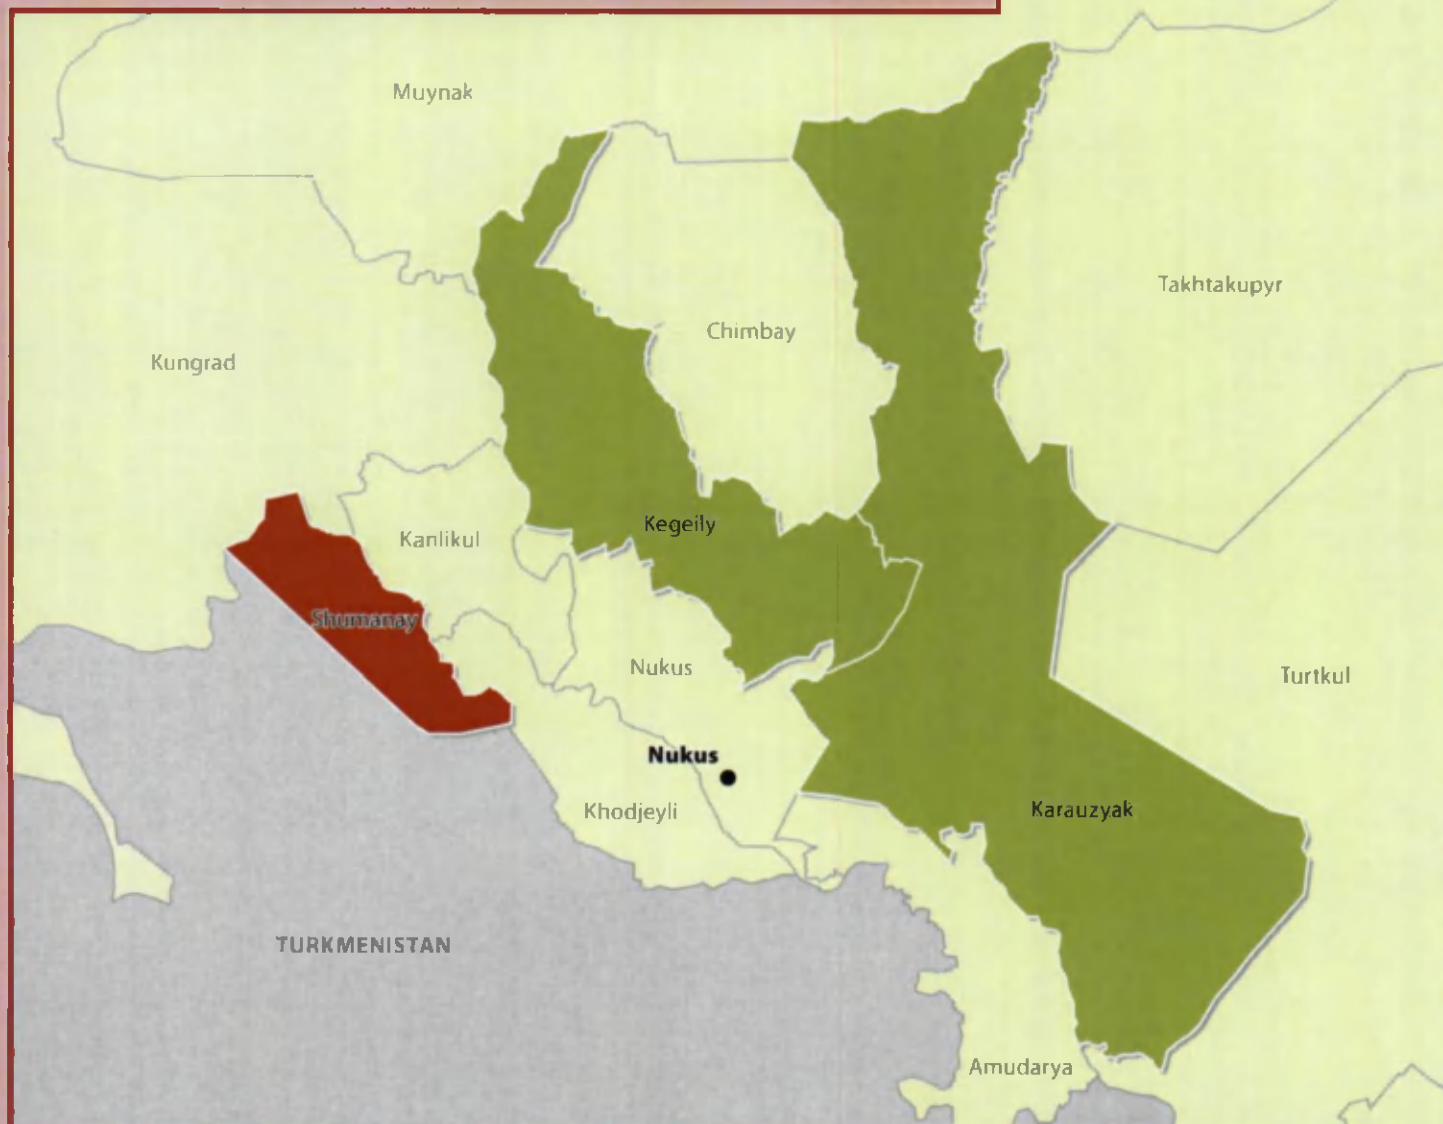 Muynak
Takhtakupyr
Chimbay
Kungrad
Kegeily
Kanlikul
Shumanay
Nukus
Turtkul
Nukus
Karauzyak
Khodjeyli
TURKMENISTAN
Amudarya